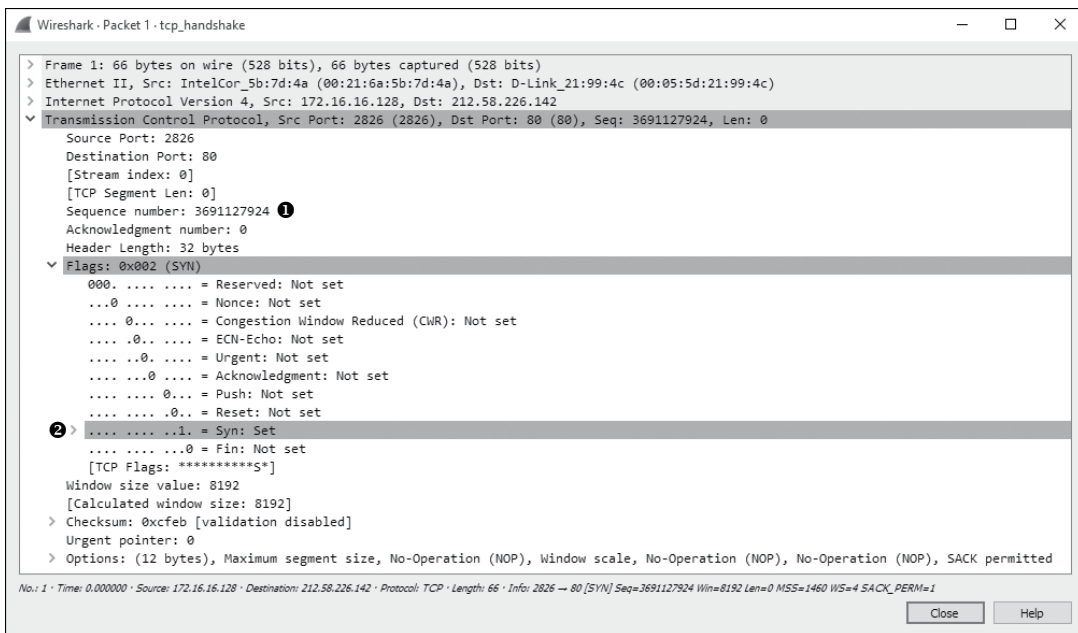 Wireshark · Packet 1 · tcp_handshake
Frame 1: 66 bytes on wire (528 bits), 66 bytes captured (528 bits)
Ethernet II, Src: IntelCor_5b:7d:4a (00:21:6a:5b:7d:4a), Dst: D-Link_21:99:4c (00:05:5d:21:99:4c)
Internet Protocol Version 4, Src: 172.16.16.128, Dst: 212.58.226.142
Transmission Control Protocol, Src Port: 2826 (2826), Dst Port: 80 (80), Seq: 3691127924, Len: 0
Source Port: 2826
Destination Port: 80
[Stream index: 0]
[TCP Segment Len: 0]
Sequence number: 3691127924 ❶
Acknowledgment number: 0
Header Length: 32 bytes
Flags: 0x002 (SYN)
000. .... .... = Reserved: Not set
...0 .... .... = Nonce: Not set
.... 0... .... = Congestion Window Reduced (CWR): Not set
.... .0.. .... = ECN-Echo: Not set
.... ..0. .... = Urgent: Not set
.... ...0 .... = Acknowledgment: Not set
.... .... 0... = Push: Not set
.... .... .0.. = Reset: Not set
❷ .... .... ..1. = Syn: Set
.... .... ...0 = Fin: Not set
[TCP Flags: **********S*]
Window size value: 8192
[Calculated window size: 8192]
Checksum: 0xcfeb [validation disabled]
Urgent pointer: 0
Options: (12 bytes), Maximum segment size, No-Operation (NOP), Window scale, No-Operation (NOP), No-Operation (NOP), SACK permitted
No.: 1 · Time: 0.000000 · Source: 172.16.16.128 · Destination: 212.58.226.142 · Protocol: TCP · Length: 66 · Info: 2826 → 80 [SYN] Seq=3691127924 Win=8192 Len=0 MSS=1460 WS=4 SACK_PERM=1
Close Help